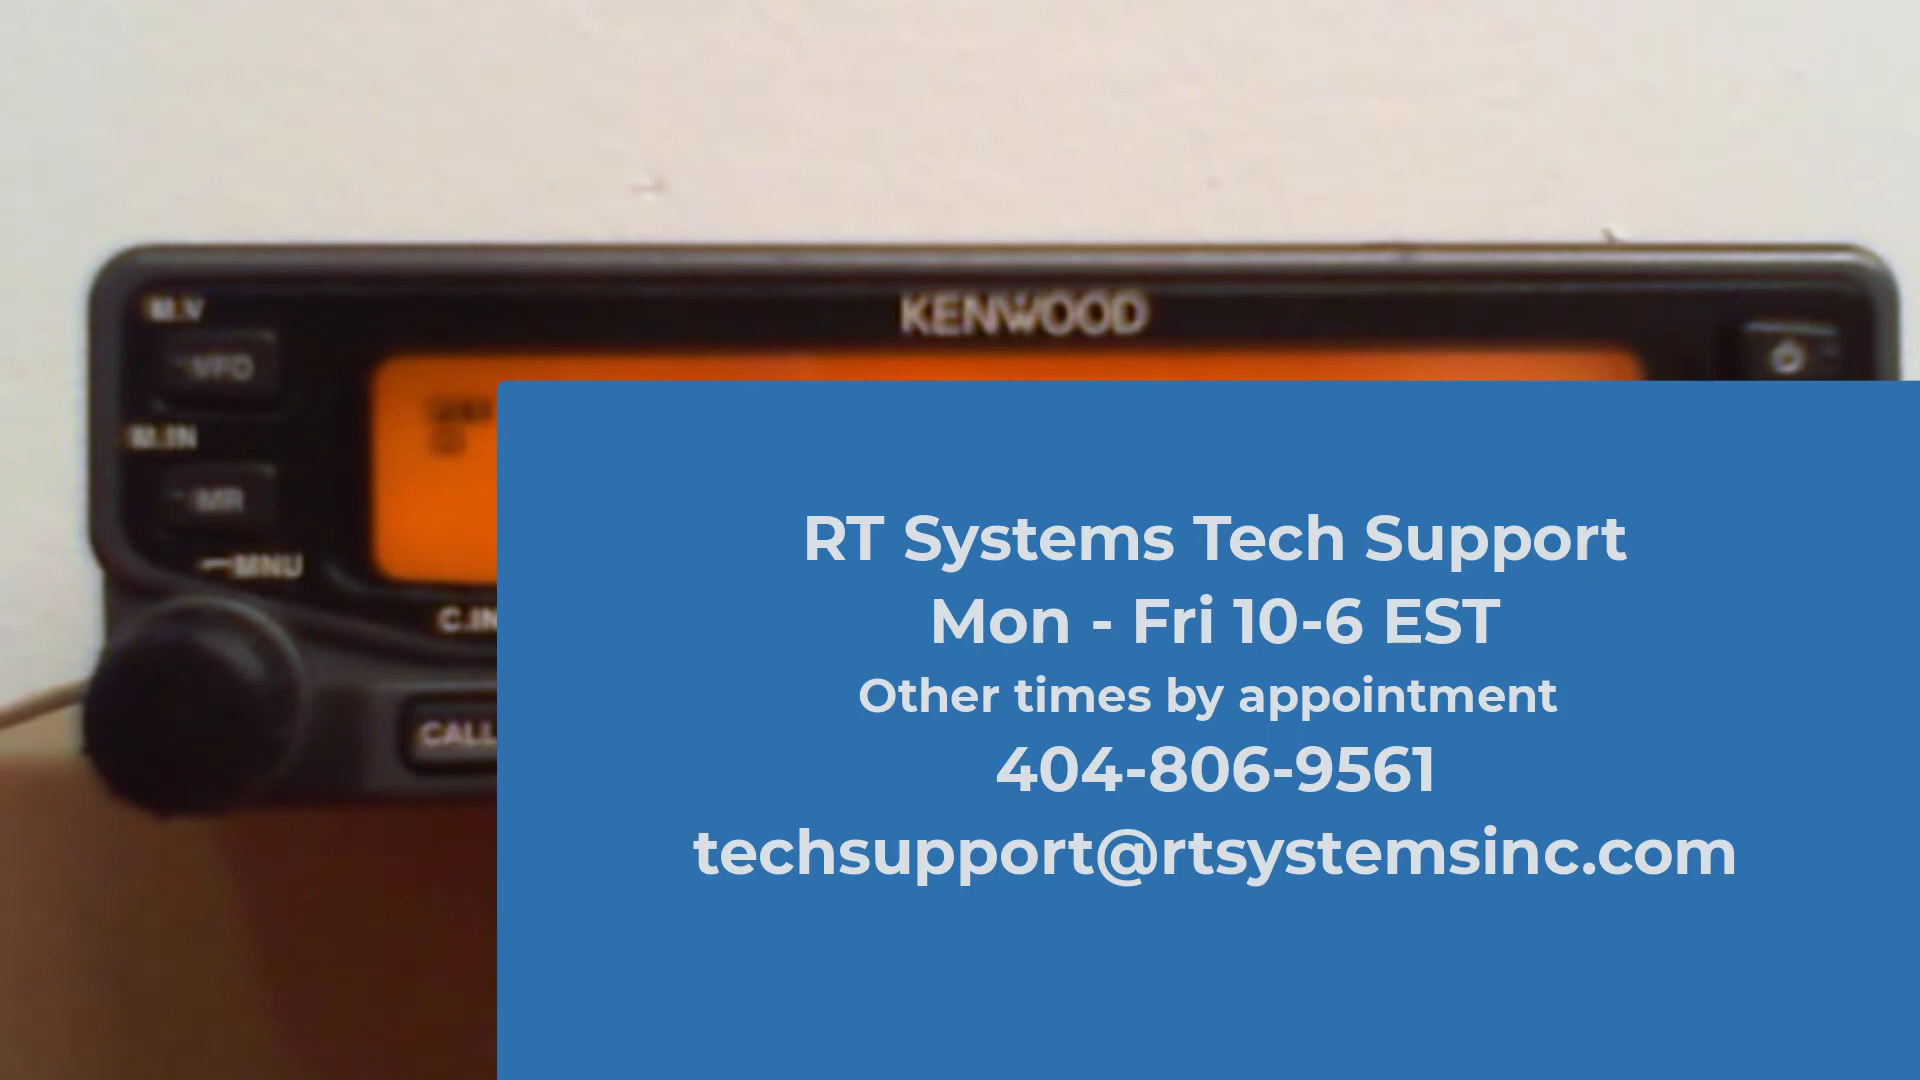 KENWOOD
M.V
VFO
M.IN
MR
MNU
C.IN
CALL
RT Systems Tech Support
Mon - Fri 10-6 EST
Other times by appointment
404-806-9561
techsupport@rtsystemsinc.com